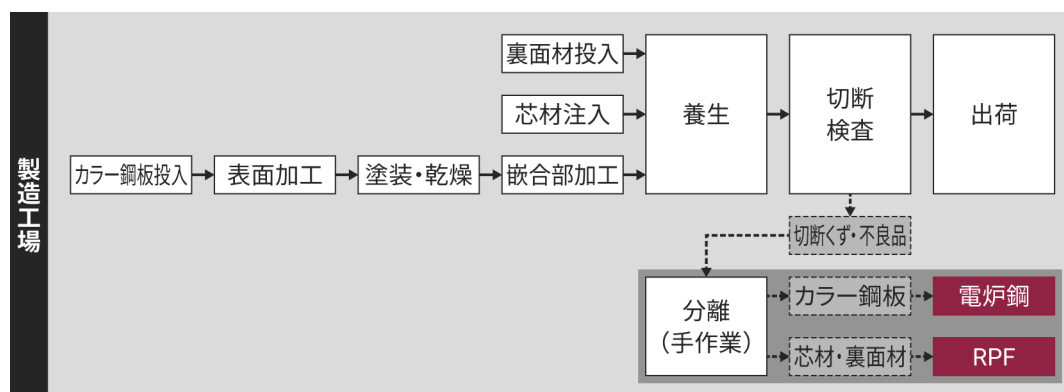 製造工場
裏面材投入
芯材注入
カラー鋼板投入
表面加工
塗装・乾燥
嵌合部加工
養生
切断
検査
出荷
切断くず・不良品
分離
（手作業）
カラー鋼板
電炉鋼
芯材・裏面材
RPF